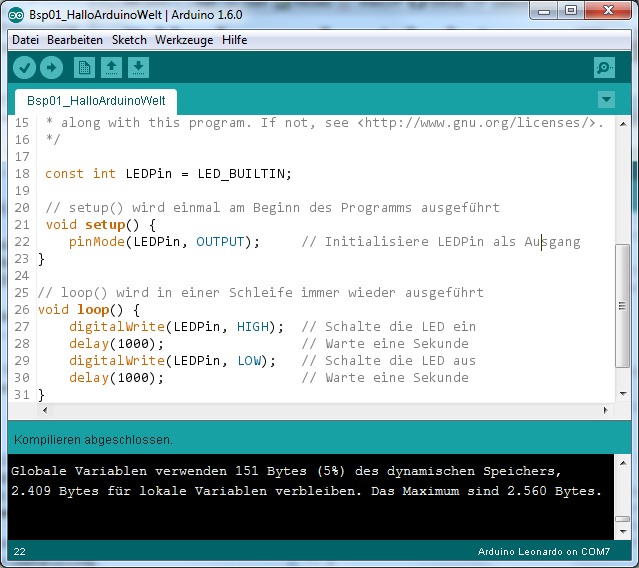 Bsp01_HalloArduinoWelt | Arduino 1.6.0
Datei Bearbeiten Sketch Werkzeuge Hilfe
Bsp01_HalloArduinoWelt
15 * along with this program. If not, see <http://www.gnu.org/licenses/>.
16 */
17
18 const int LEDPin = LED_BUILTIN;
19
20 // setup() wird einmal am Beginn des Programms ausgeführt
21 void setup() {
22 pinMode(LEDPin, OUTPUT); // Initialisiere LEDPin als Ausgang
23 }
24
25 // loop() wird in einer Schleife immer wieder ausgeführt
26 void loop() {
27 digitalWrite(LEDPin, HIGH); // Schalte die LED ein
28 delay(1000); // Warte eine Sekunde
29 digitalWrite(LEDPin, LOW); // Schalte die LED aus
30 delay(1000); // Warte eine Sekunde
31 }
Kompilieren abgeschlossen.
Globale Variablen verwenden 151 Bytes (5%) des dynamischen Speichers,
2.409 Bytes für lokale Variablen verbleiben. Das Maximum sind 2.560 Bytes.
22 Arduino Leonardo on COM7